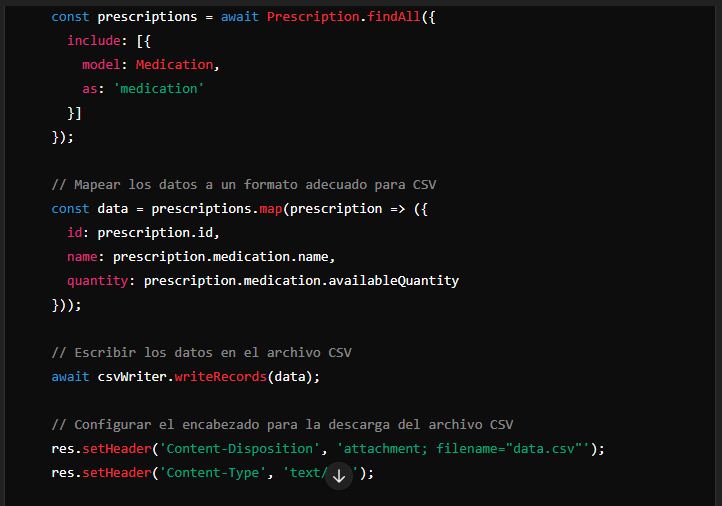 const prescriptions = await Prescription.findAll({
include: [{
model: Medication,
as: 'medication'
}]
});
// Mapear los datos a un formato adecuado para CSV
const data = prescriptions.map(prescription => ({
id: prescription.id,
name: prescription.medication.name,
quantity: prescription.medication.availableQuantity
}));
// Escribir los datos en el archivo CSV
await csvWriter.writeRecords(data);
// Configurar el encabezado para la descarga del archivo CSV
res.setHeader('Content-Disposition', 'attachment; filename="data.csv"');
res.setHeader('Content-Type', 'text/ ');